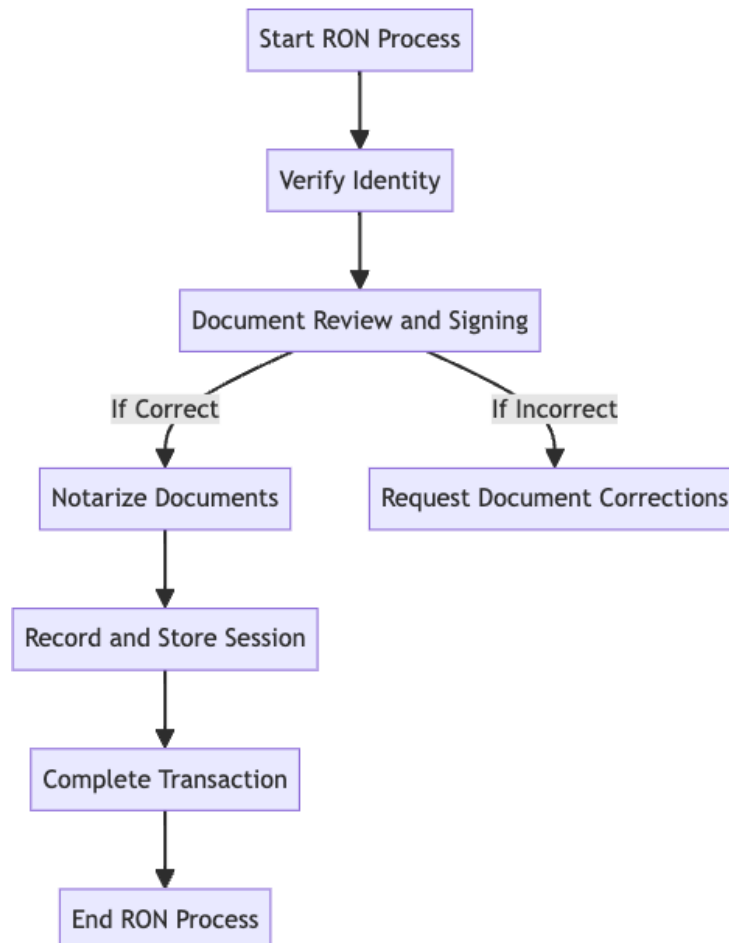 Start RON Process
Verify Identity
Document Review and Signing
If Correct
If Incorrect
Notarize Documents
Request Document Corrections
Record and Store Session
Complete Transaction
End RON Process